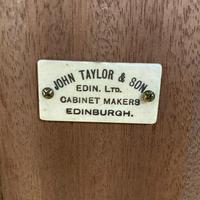 JOHN TAYLOR & SON
EDIN. LTD.
CABINET MAKERS
EDINBURGH.